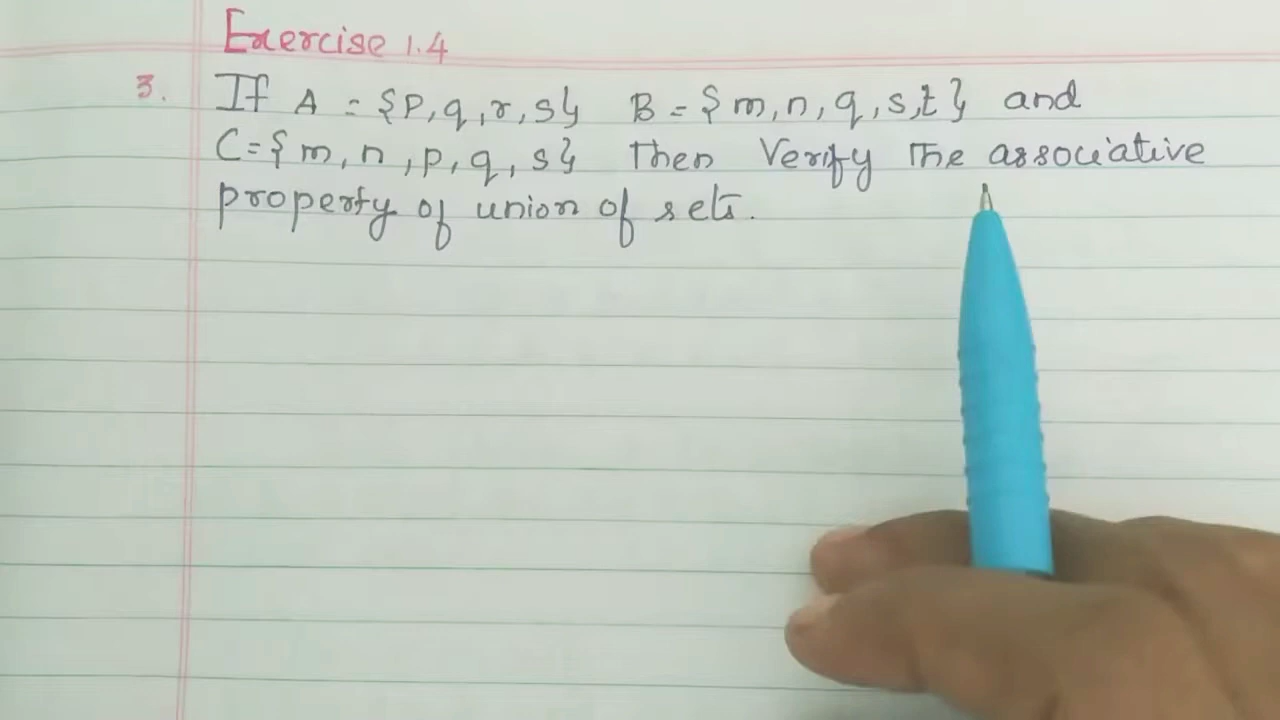 Exercise 1.4
3. If A = {P, q, r, s} B = {m, n, q, s, t} and
C = {m, n, p, q, s} Then Verify The associative
property of union of sets.